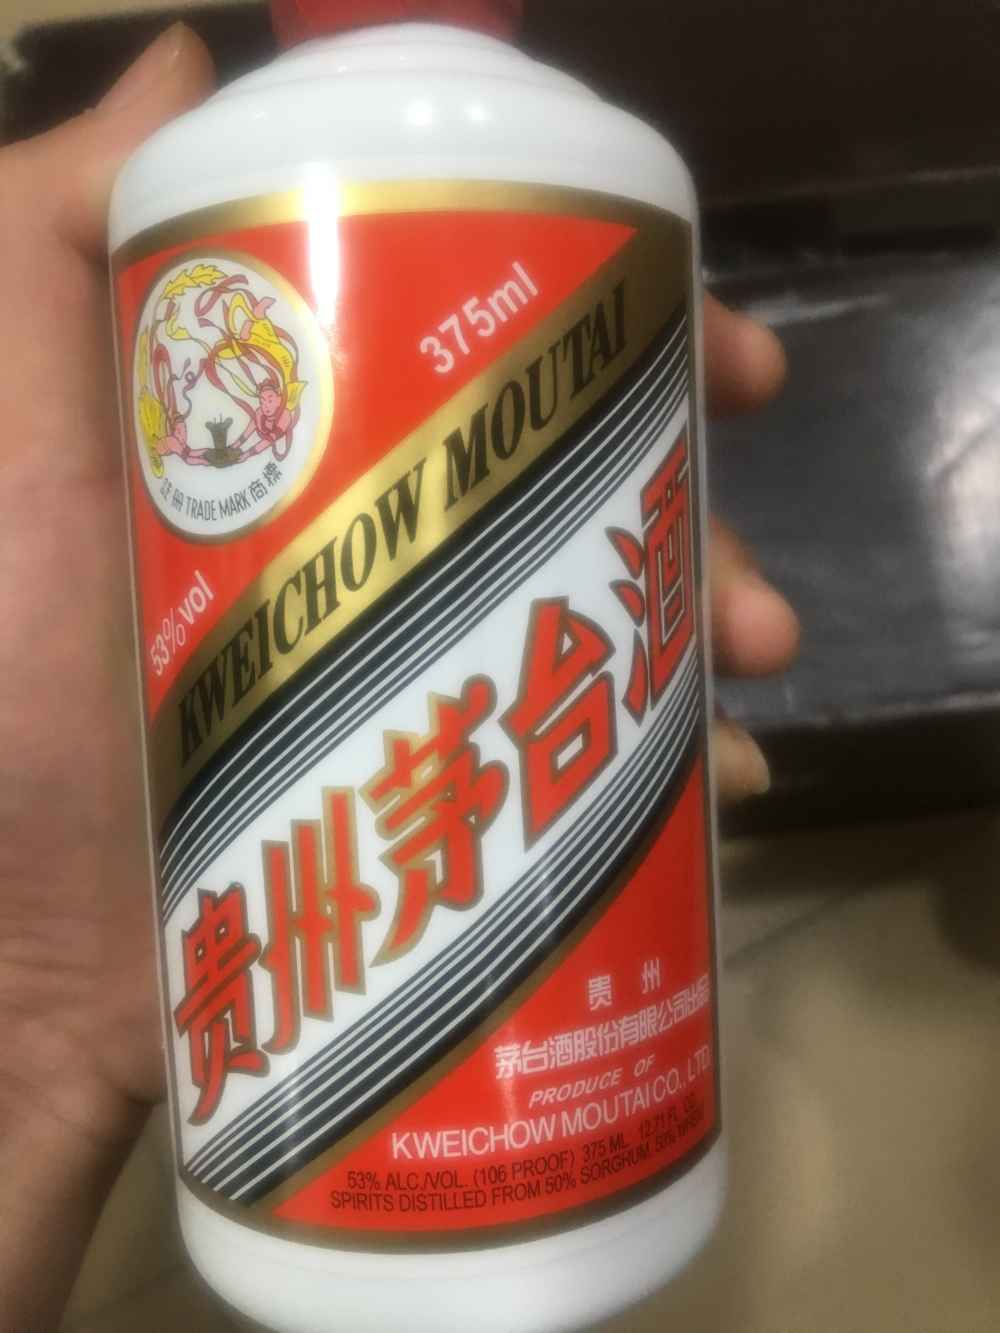 375ml
注册 TRADE MARK 商標
53%vol
KWEICHOW MOUTAI
贵州茅台酒
贵州
茅台酒股份有限公司出品
PRODUCE OF
KWEICHOW MOUTAI CO., LTD.
53% ALC./VOL. (106 PROOF) 375 ML 12.71 FL. OZ.
SPIRITS DISTILLED FROM 50% SORGHUM, 50% WHEAT